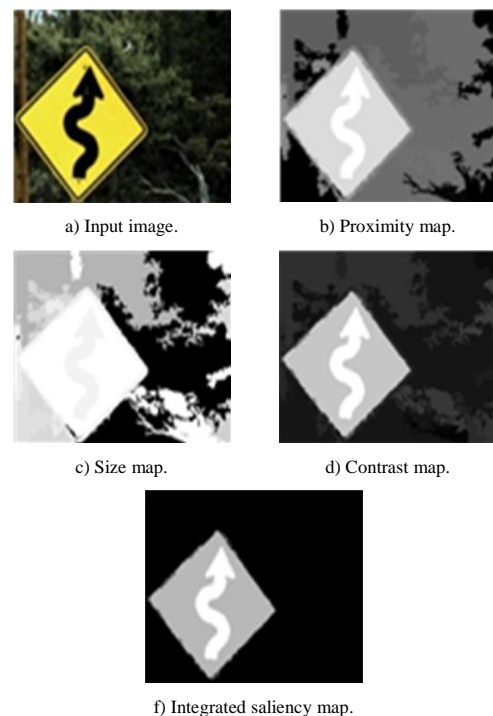 a) Input image.
b) Proximity map.
c) Size map.
d) Contrast map.
f) Integrated saliency map.